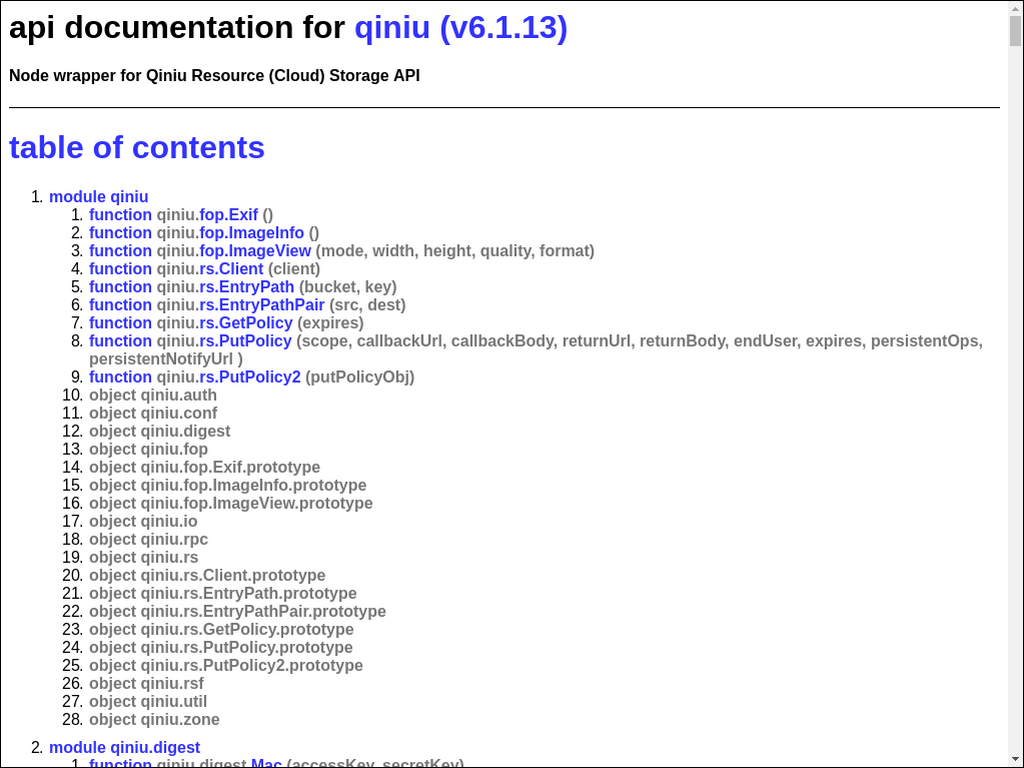 api documentation for qiniu (v6.1.13)
Node wrapper for Qiniu Resource (Cloud) Storage API
table of contents
1. module qiniu
1. function qiniu.fop.Exif ()
2. function qiniu.fop.ImageInfo ()
3. function qiniu.fop.ImageView (mode, width, height, quality, format)
4. function qiniu.rs.Client (client)
5. function qiniu.rs.EntryPath (bucket, key)
6. function qiniu.rs.EntryPathPair (src, dest)
7. function qiniu.rs.GetPolicy (expires)
8. function qiniu.rs.PutPolicy (scope, callbackUrl, callbackBody, returnUrl, returnBody, endUser, expires, persistentOps,
persistentNotifyUrl )
9. function qiniu.rs.PutPolicy2 (putPolicyObj)
10. object qiniu.auth
11. object qiniu.conf
12. object qiniu.digest
13. object qiniu.fop
14. object qiniu.fop.Exif.prototype
15. object qiniu.fop.ImageInfo.prototype
16. object qiniu.fop.ImageView.prototype
17. object qiniu.io
18. object qiniu.rpc
19. object qiniu.rs
20. object qiniu.rs.Client.prototype
21. object qiniu.rs.EntryPath.prototype
22. object qiniu.rs.EntryPathPair.prototype
23. object qiniu.rs.GetPolicy.prototype
24. object qiniu.rs.PutPolicy.prototype
25. object qiniu.rs.PutPolicy2.prototype
26. object qiniu.rsf
27. object qiniu.util
28. object qiniu.zone
2. module qiniu.digest
1. function qiniu.digest.Mac (accessKey, secretKey)